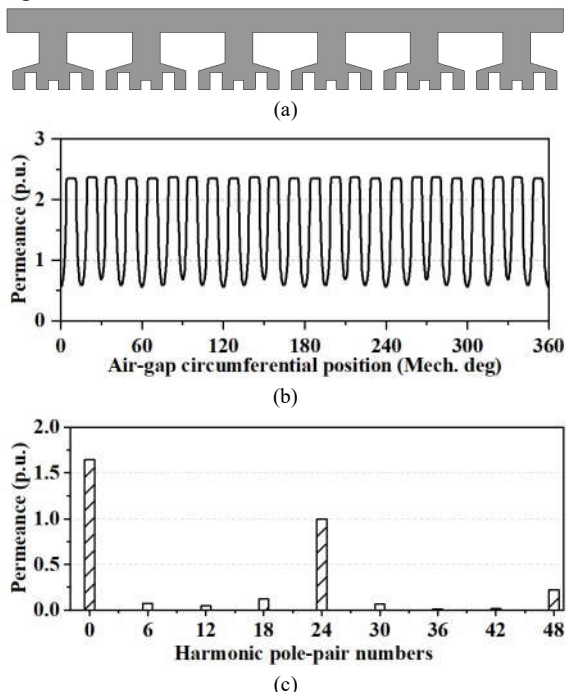 (a)
3
2
1
0
Permeance (p.u.)
0 60 120 180 240 300 360
Air-gap circumferential position (Mech. deg)
(b)
2.0
1.5
1.0
0.5
0.0
Permeance (p.u.)
0 6 12 18 24 30 36 42 48
Harmonic pole-pair numbers
(c)